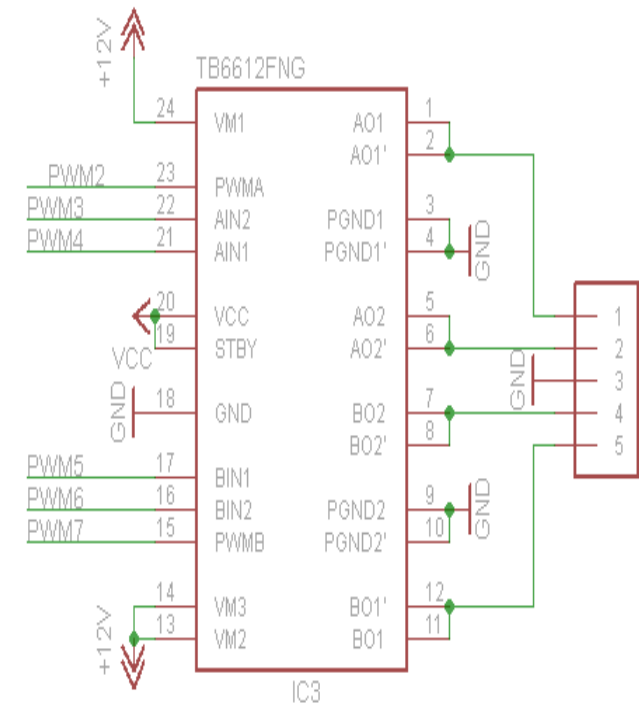 +12V
TB6612FNG
24 VM1 AO1 1
AO1' 2
PWM2 23 PWMA
PWM3 22 AIN2 PGND1 3
PWM4 21 AIN1 PGND1' 4 GND
20 VCC AO2 5 1
VCC 19 STBY AO2' 6 2
GND 3
GND 18 GND BO2 7 4
BO2' 8 5
PWM5 17 BIN1
PWM6 16 BIN2 PGND2 9 GND
PWM7 15 PWMB PGND2' 10
14 VM3 BO1' 12
+12V 13 VM2 BO1 11
IC3